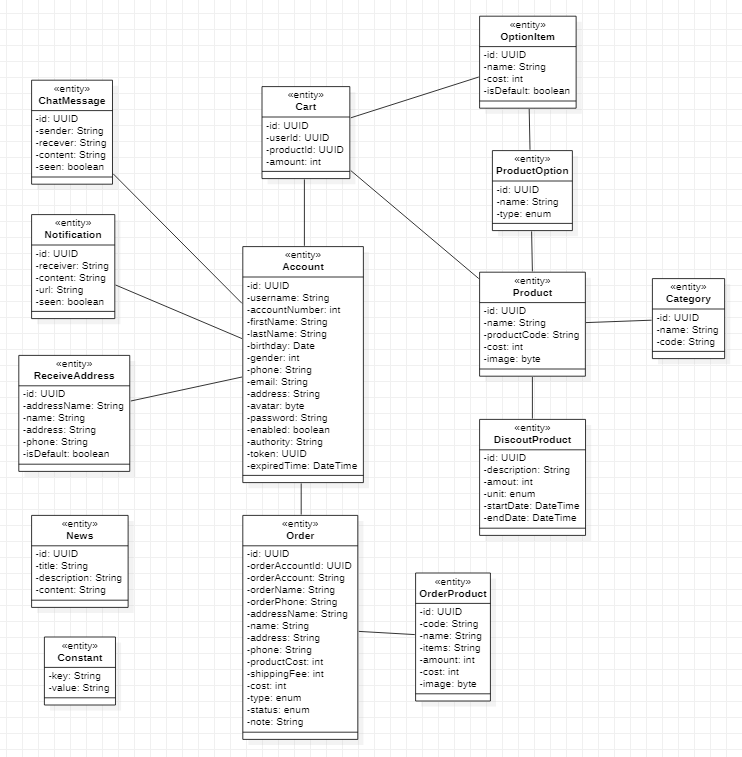 «entity»
OptionItem
-id: UUID
-name: String
-cost: int
-isDefault: boolean
«entity»
ChatMessage
-id: UUID
-sender: String
-recever: String
-content: String
-seen: boolean
«entity»
Cart
-id: UUID
-userId: UUID
-productId: UUID
-amount: int
«entity»
ProductOption
-id: UUID
-name: String
-type: enum
«entity»
Notification
-id: UUID
-receiver: String
-content: String
-url: String
-seen: boolean
«entity»
Account
-id: UUID
-username: String
-accountNumber: int
-firstName: String
-lastName: String
-birthday: Date
-gender: int
-phone: String
-email: String
-address: String
-avatar: byte
-password: String
-enabled: boolean
-authority: String
-token: UUID
-expiredTime: DateTime
«entity»
Product
-id: UUID
-name: String
-productCode: String
-cost: int
-image: byte
«entity»
Category
-id: UUID
-name: String
-code: String
«entity»
ReceiveAddress
-id: UUID
-addressName: String
-name: String
-address: String
-phone: String
-isDefault: boolean
«entity»
DiscoutProduct
-id: UUID
-description: String
-amout: int
-unit: enum
-startDate: DateTime
-endDate: DateTime
«entity»
News
-id: UUID
-title: String
-description: String
-content: String
«entity»
Order
-id: UUID
-orderAccountId: UUID
-orderAccount: String
-orderName: String
-orderPhone: String
-addressName: String
-name: String
-address: String
-phone: String
-productCost: int
-shippingFee: int
-cost: int
-type: enum
-status: enum
-note: String
«entity»
OrderProduct
-id: UUID
-code: String
-name: String
-items: String
-amount: int
-cost: int
-image: byte
«entity»
Constant
-key: String
-value: String